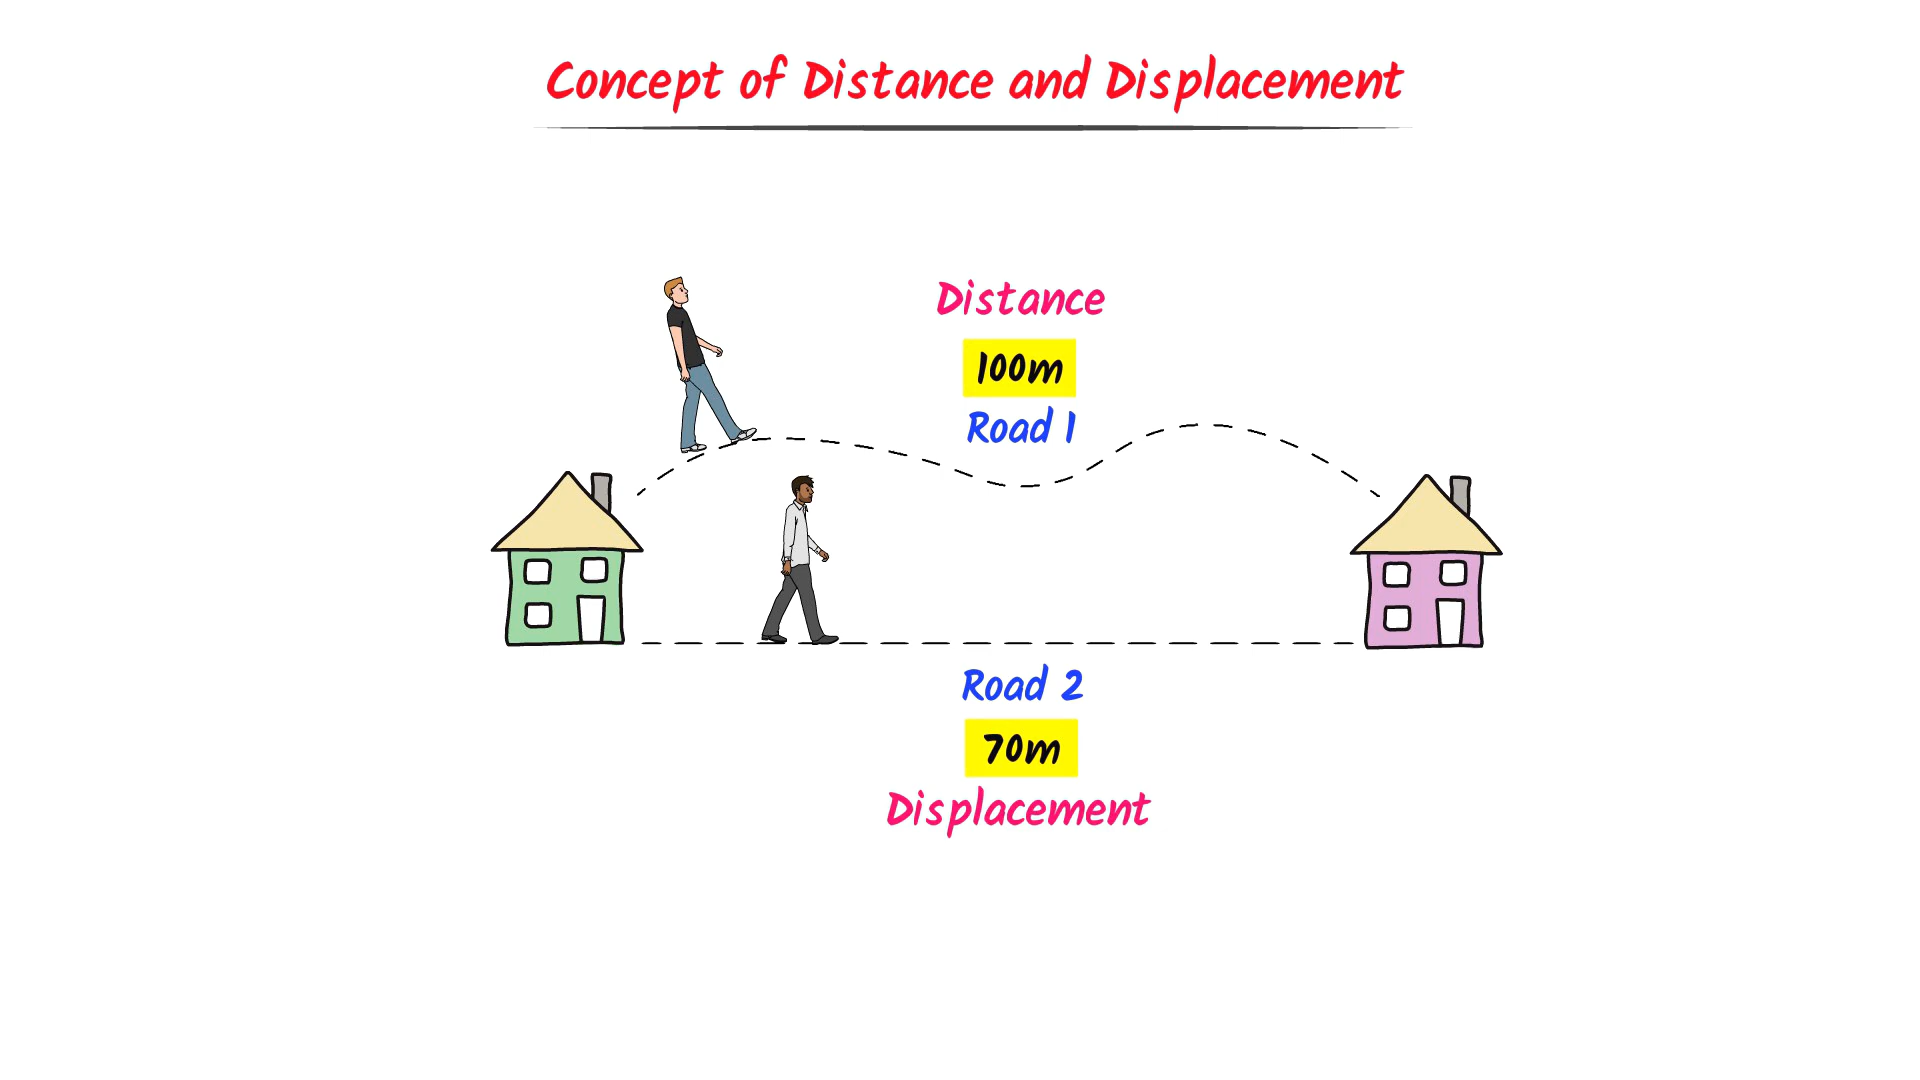 Concept of Distance and Displacement
Distance
100m
Road 1
Road 2
70m
Displacement